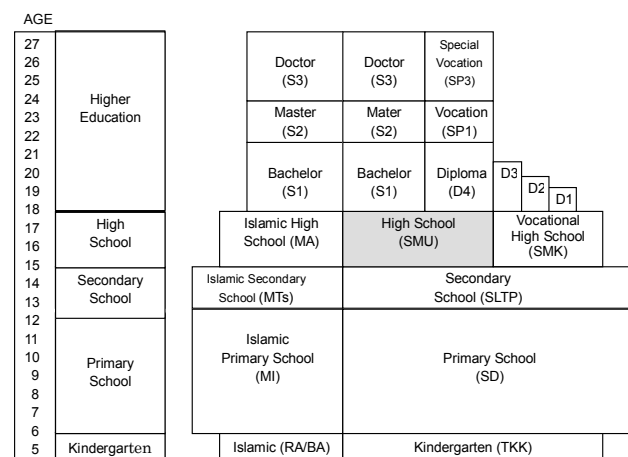 AGE
27
26
25
24
23
22
21
20
19
18
17
16
15
14
13
12
11
10
9
8
7
6
5
Higher
Education
High
School
Secondary
School
Primary
School
Kindergarten
Doctor
(S3)
Doctor
(S3)
Special
Vocation
(SP3)
Master
(S2)
Mater
(S2)
Vocation
(SP1)
Bachelor
(S1)
Bachelor
(S1)
Diploma
(D4)
D3
D2
D1
Islamic High
School (MA)
High School
(SMU)
Vocational
High School
(SMK)
Islamic Secondary
School (MTs)
Secondary
School (SLTP)
Islamic
Primary School
(MI)
Primary School
(SD)
Islamic (RA/BA)
Kindergarten (TKK)